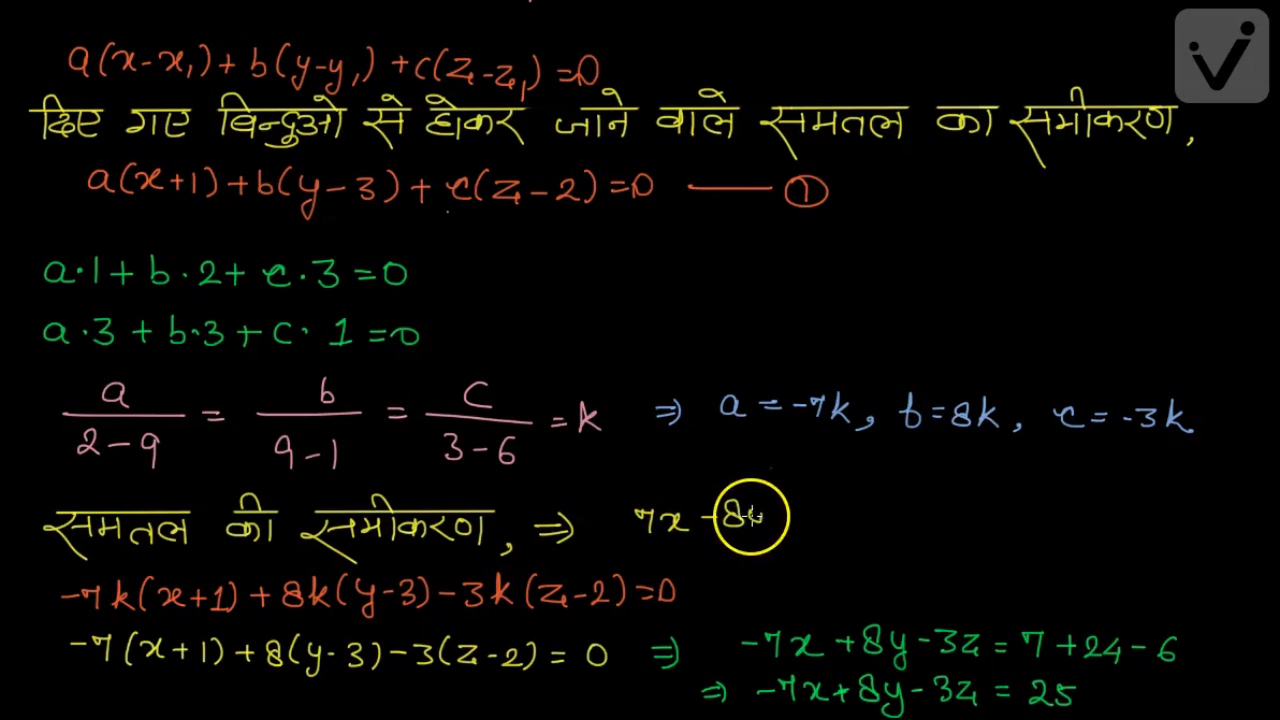 a(x-x₁)+b(y-y₁)+c(z-z₁)=0
दिए गए बिन्दुओ से होकर जाने वाले समतल का समीकरण,
a(x+1)+b(y-3)+c(z-2)=0 —— ①
a·1+b·2+c·3=0
a·3+b·3+c·1=0
a/(2-9) = b/(9-1) = c/(3-6) =k ⇒ a=-7k, b=8k, c=-3k
समतल की समीकरण, ⇒ 7x-8
-7k(x+1)+8k(y-3)-3k(z-2)=0
-7(x+1)+8(y-3)-3(z-2)=0 ⇒ -7x+8y-3z=7+24-6
⇒ -7x+8y-3z=25